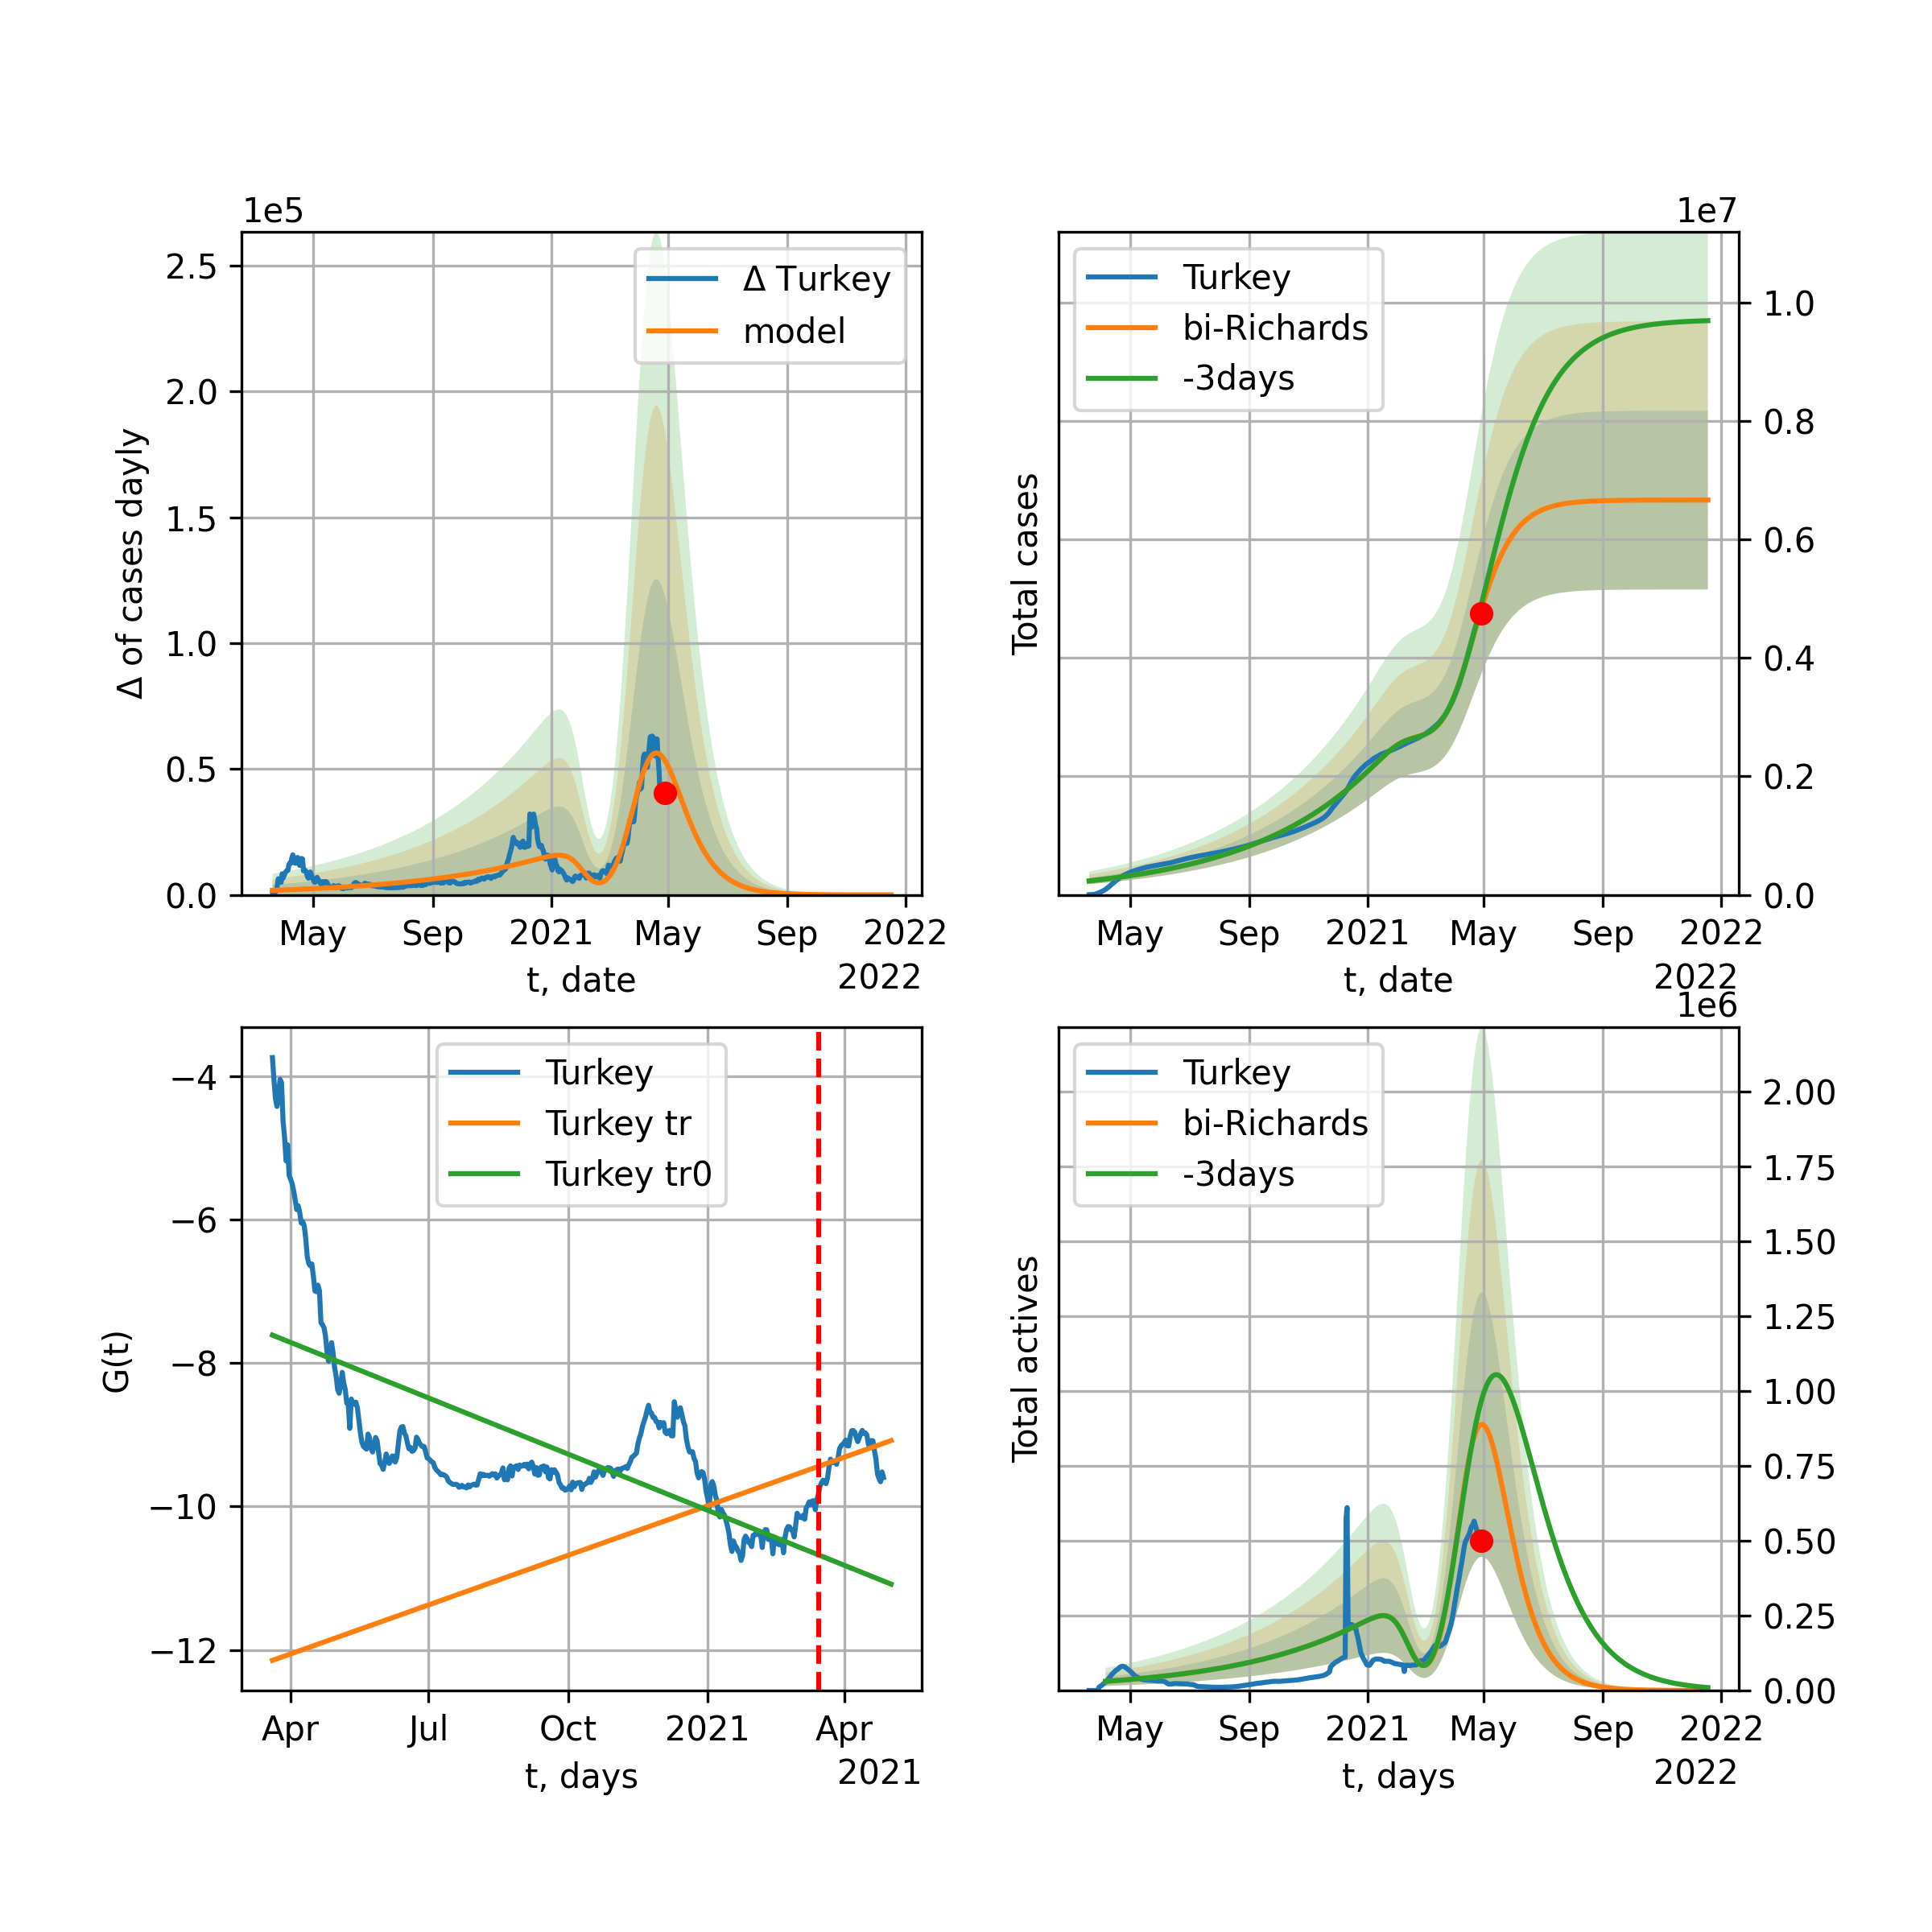 1e5
2.5
2.0
1.5
1.0
0.5
0.0
Δ of cases dayly
Δ Turkey
model
May Sep 2021 May Sep 2022
t, date
2022
1e7
Turkey
bi-Richards
-3days
Total cases
1.0
0.8
0.6
0.4
0.2
0.0
May Sep 2021 May Sep 2022
t, date
2022
−4
−6
−8
−10
−12
G(t)
Turkey
Turkey tr
Turkey tr0
Apr Jul Oct 2021 Apr
t, days
2021
1e6
Turkey
bi-Richards
-3days
Total actives
2.00
1.75
1.50
1.25
1.00
0.75
0.50
0.25
0.00
May Sep 2021 May Sep 2022
t, days
2022